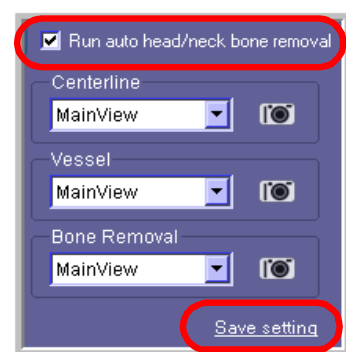 Run auto head/neck bone removal
Centerline
MainView
Vessel
MainView
Bone Removal
MainView
Save setting